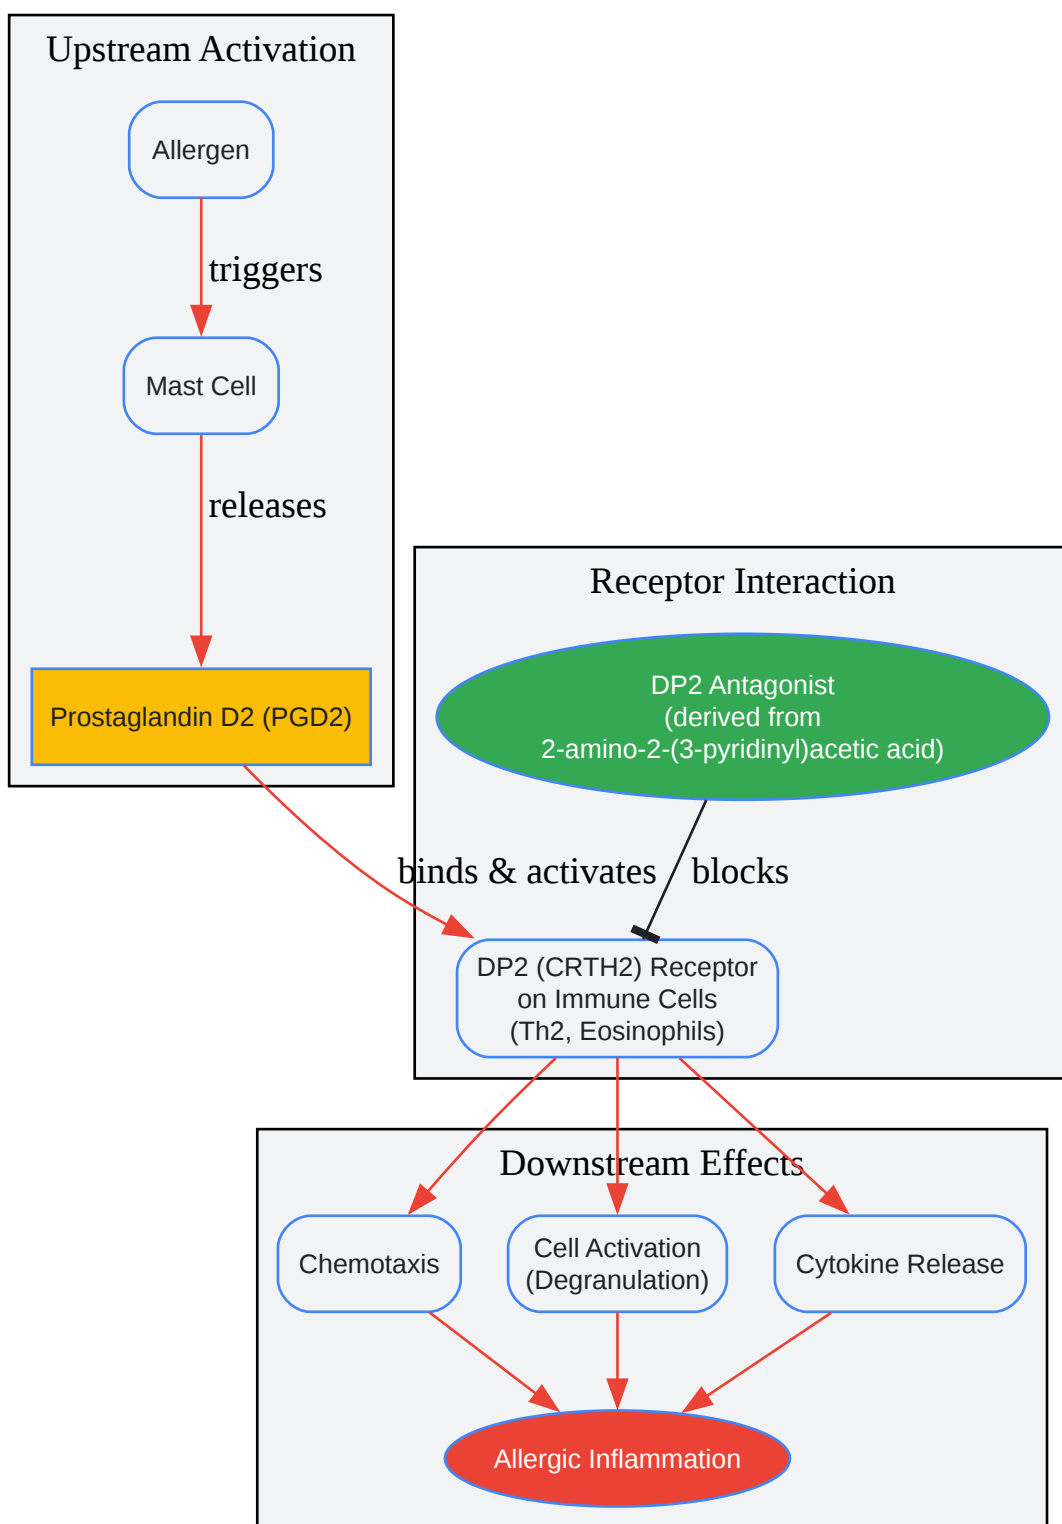 Upstream Activation
Allergen
triggers
Mast Cell
releases
Prostaglandin D2 (PGD2)
Receptor Interaction
DP2 Antagonist
(derived from
2-amino-2-(3-pyridinyl)acetic acid)
binds & activates
blocks
DP2 (CRTH2) Receptor
on Immune Cells
(Th2, Eosinophils)
Downstream Effects
Chemotaxis
Cell Activation
(Degranulation)
Cytokine Release
Allergic Inflammation